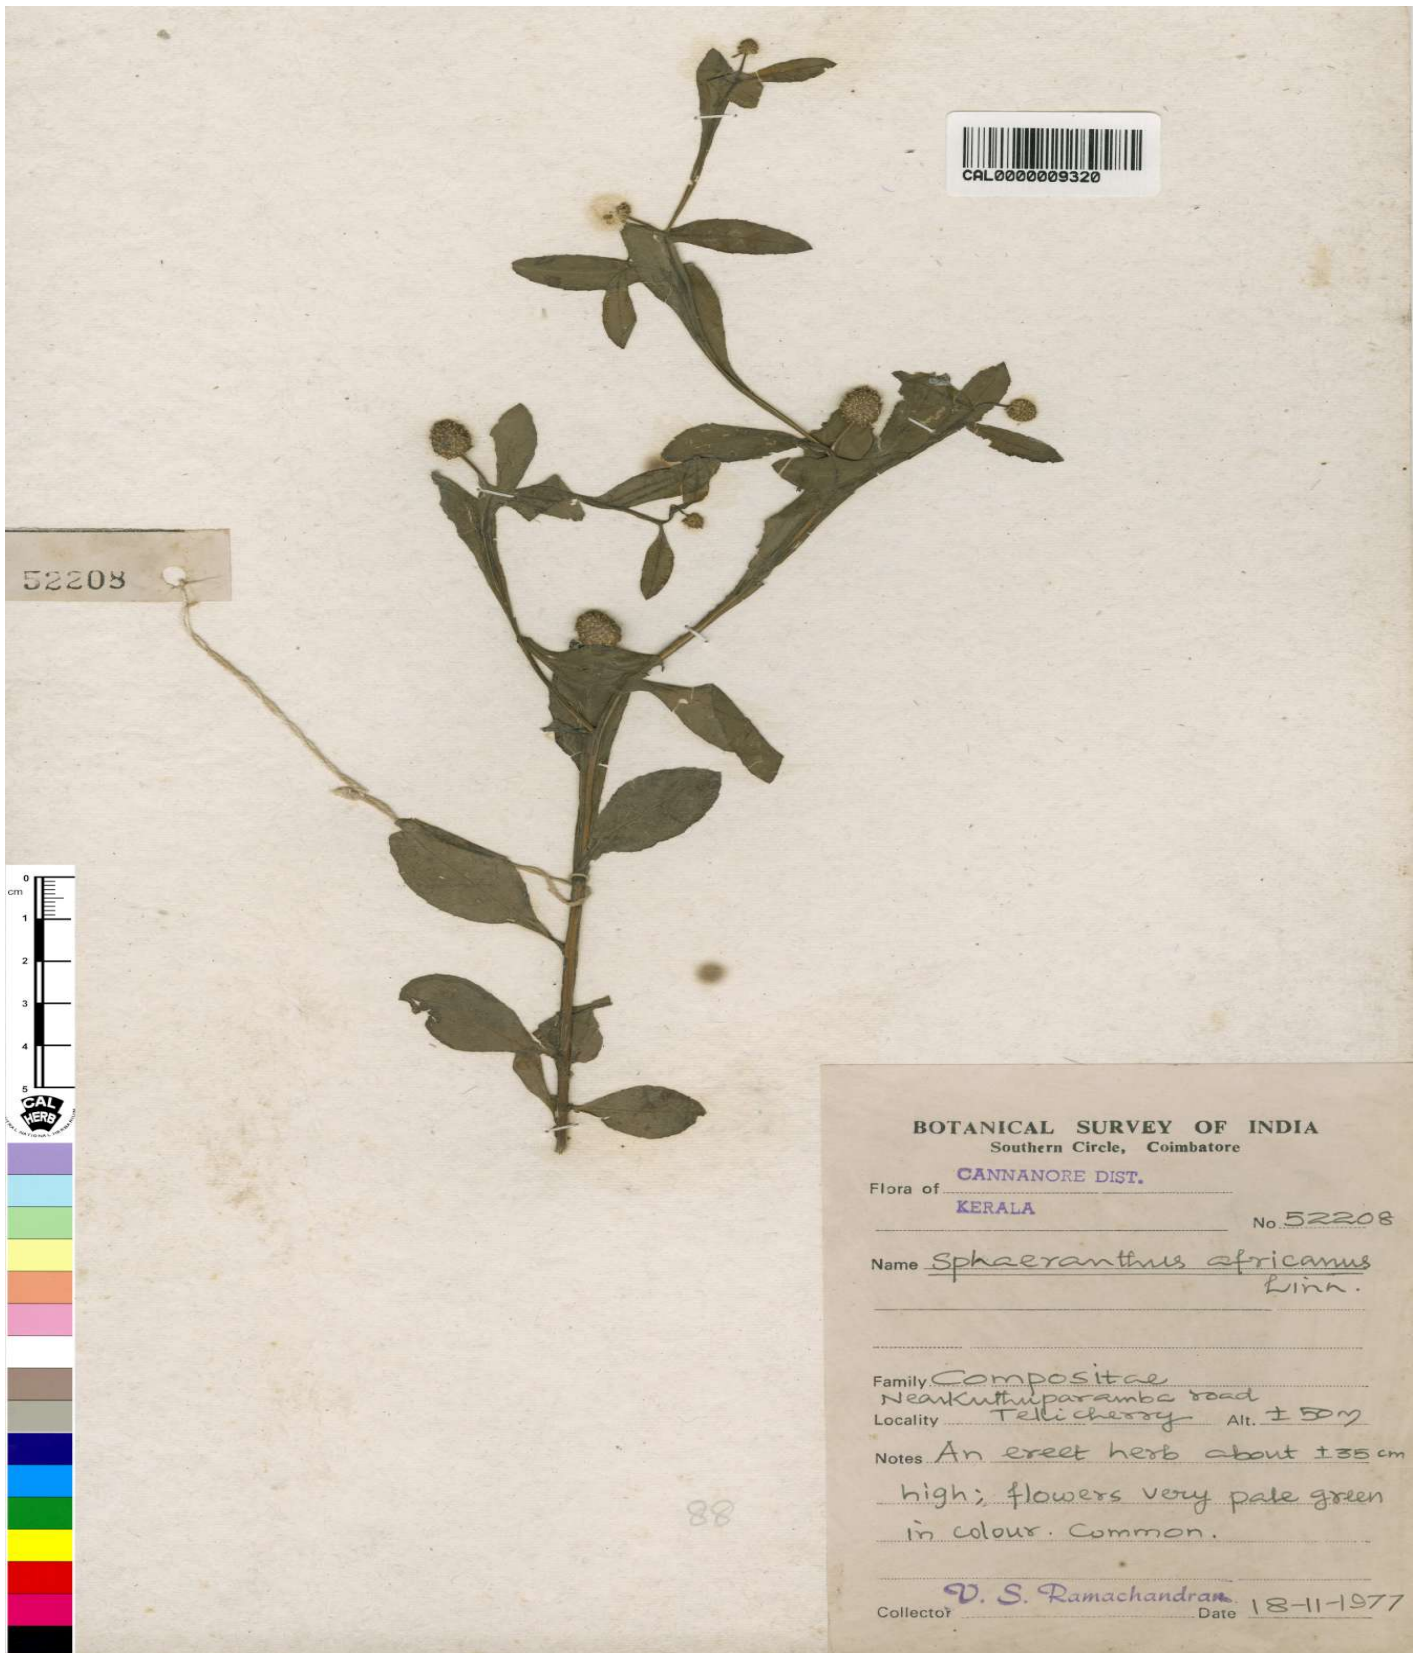 CAL0000009320
52208
0
cm
1
2
3
4
5
CAL
HERB
BOTANICAL SURVEY OF INDIA
Southern Circle, Coimbatore
Flora of CANNANORE DIST.
KERALA
No. 52208
Name Sphaeranthus africanus
Linn.
Family Compositae
Near Kuthuparamba road
Locality Tellicherry Alt. ± 50m
Notes An erect herb about ±35 cm
high; flowers very pale green
in colour. Common.
Collector V. S. Ramachandran
Date 18-11-1977
88